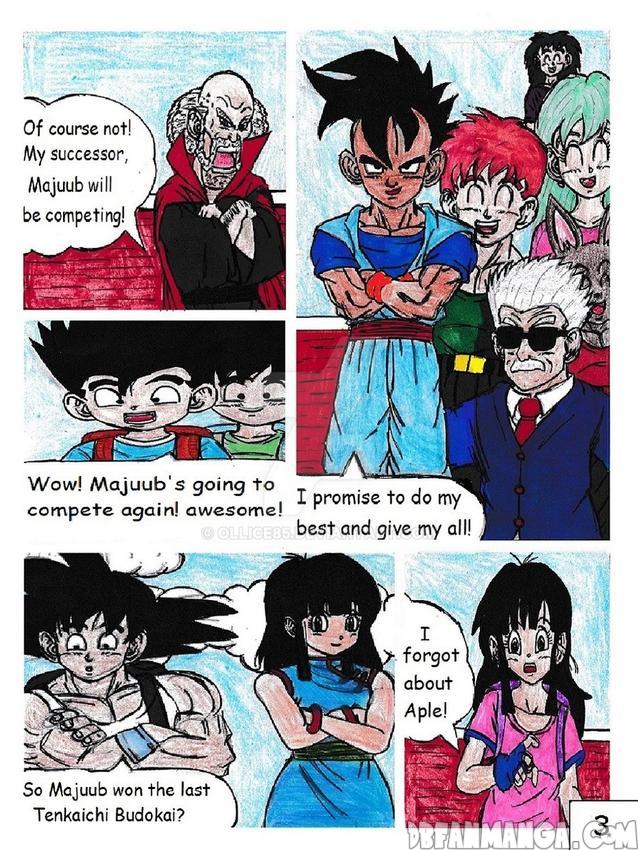 Of course not!
My successor,
Majuub will
be competing!
I promise to do my
best and give my all!
Wow! Majuub's going to
compete again! awesome!
So Majuub won the last
Tenkaichi Budokai?
I
forgot
about
Aple!
3
DBFANMANGA.COM